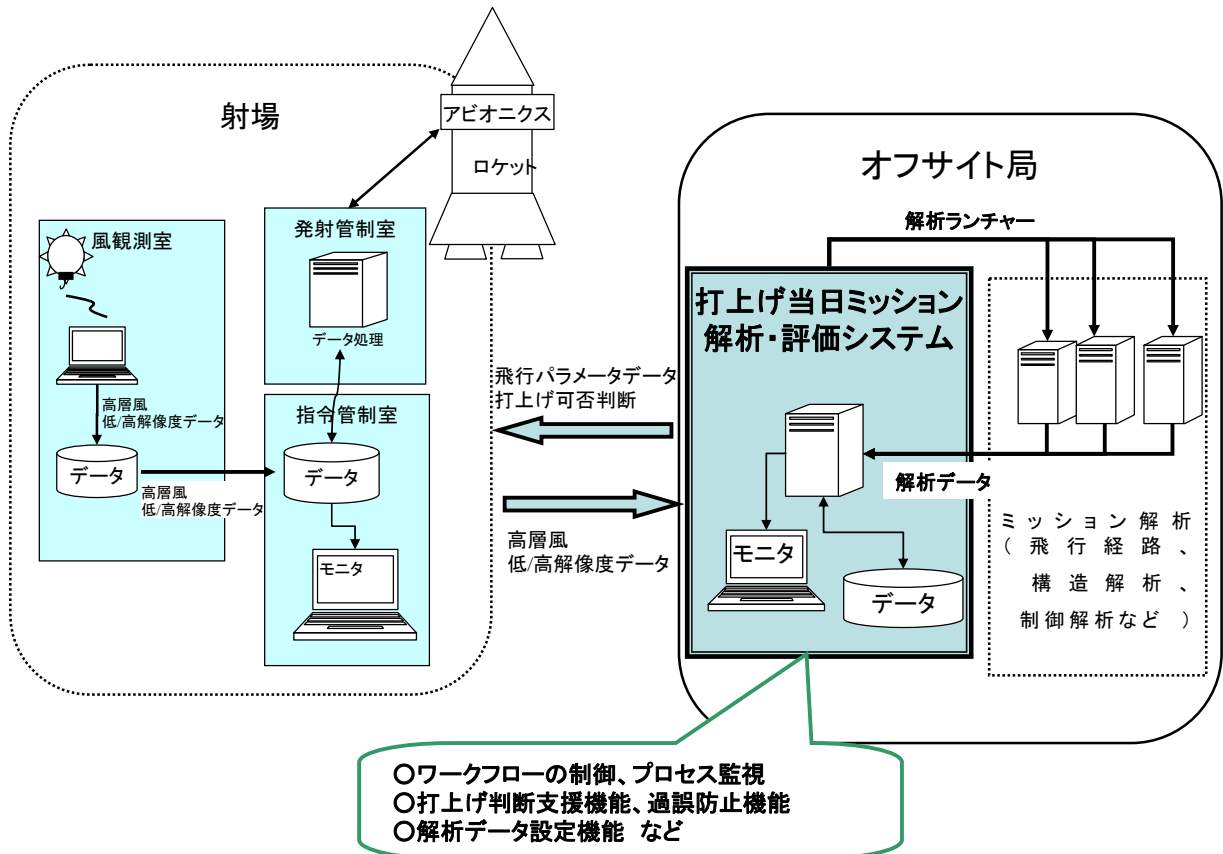 射場
アビオニクス
ロケット
風観測室
高層風
低/高解像度データ
データ
高層風
低/高解像度データ
発射管制室
データ処理
指令管制室
データ
モニタ
飛行パラメータデータ
打上げ可否判断
高層風
低/高解像度データ
オフサイト局
解析ランチャー
打上げ当日ミッション
解析・評価システム
モニタ
データ
解析データ
ミッション解析
（飛行経路、
構造解析、
制御解析など）
○ワークフローの制御、プロセス監視
○打上げ判断支援機能、過誤防止機能
○解析データ設定機能 など